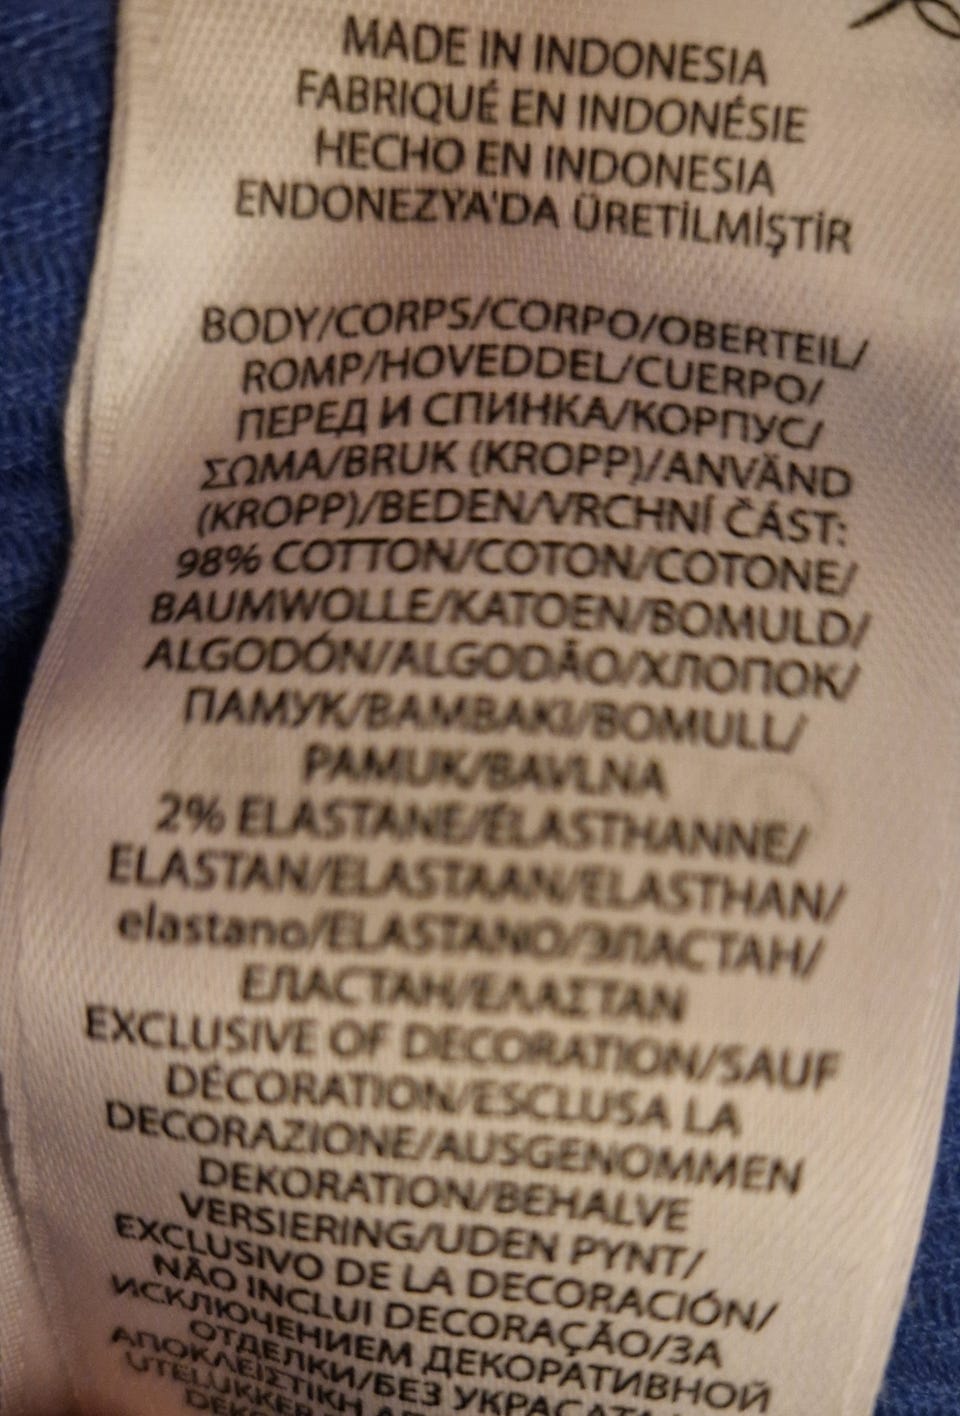 MADE IN INDONESIA
FABRIQUÉ EN INDONÉSIE
HECHO EN INDONESIA
ENDONEZYA'DA ÜRETİLMİŞTİR
BODY/CORPS/CORPO/OBERTEIL/
ROMP/HOVEDDEL/CUERPO/
ПЕРЕД И СПИНКА/КОРПУС/
ΣΩΜΑ/BRUK (KROPP)/ANVÄND
(KROPP)/BEDEN/VRCHNÍ ČÁST:
98% COTTON/COTON/COTONE/
BAUMWOLLE/KATOEN/BOMULD/
ALGODÓN/ALGODÃO/ХЛОПОК/
ПАМУК/ΒΑΜΒΑΚΙ/BOMULL/
PAMUK/BAVLNA
2% ELASTANE/ÉLASTHANNE/
ELASTAN/ELASTAAN/ELASTHAN/
elastano/ELASTANO/ЭЛАСТАН/
ЕЛАСТАН/ΕΛΑΣΤΑΝ
EXCLUSIVE OF DECORATION/SAUF
DÉCORATION/ESCLUSA LA
DECORAZIONE/AUSGENOMMEN
DEKORATION/BEHALVE
VERSIERING/UDEN PYNT/
EXCLUSIVO DE LA DECORACIÓN/
NÃO INCLUI DECORAÇÃO/ЗА
ИСКЛЮЧЕНИЕМ ДЕКОРАТИВНОЙ
ОТДЕЛКИ/БЕЗ УКРАСАТА/
ΑΠΟΚΛΕΙΣΤΙΚΗ
UTELUKKER